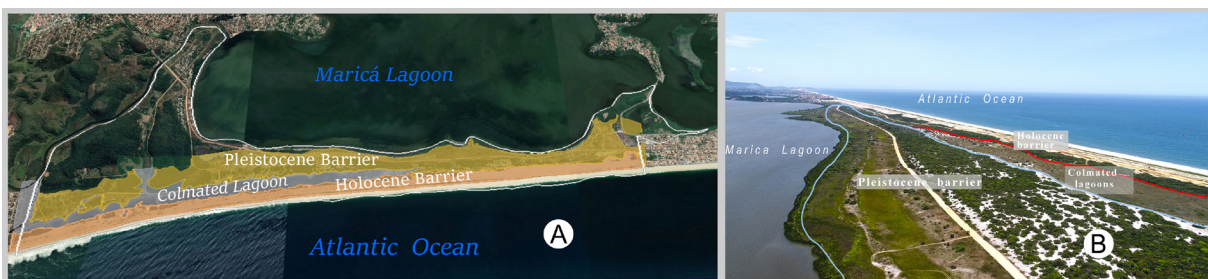 Maricá Lagoon
Pleistocene Barrier
Colmated Lagoon
Holocene Barrier
Atlantic Ocean
A
Atlantic Ocean
Holocene
barrier
Marica Lagoon
Pleistocene barrier
Colmated
lagoons
B